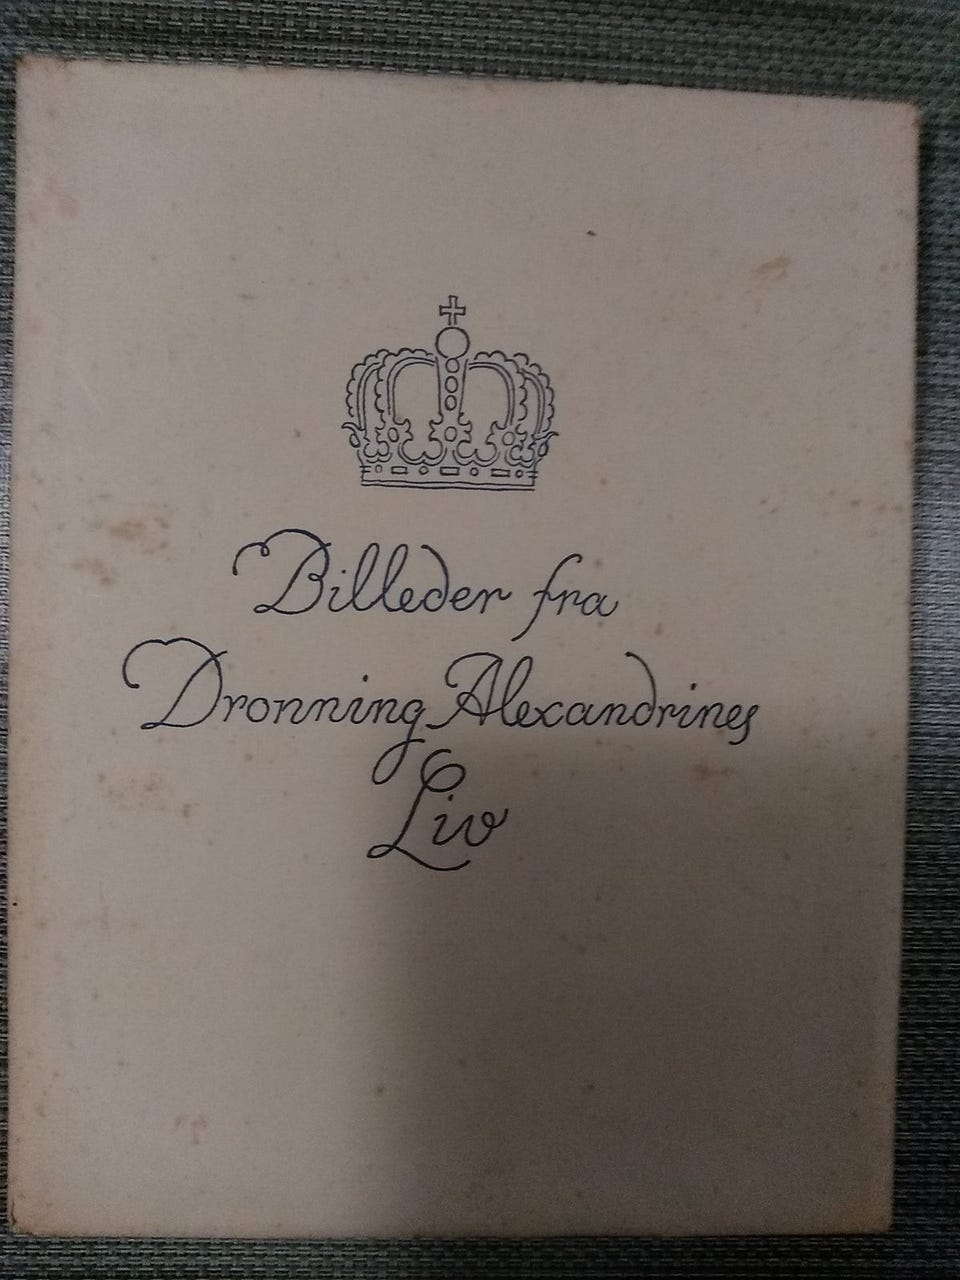 Billeder fra
Dronning Alexandrines
Liv